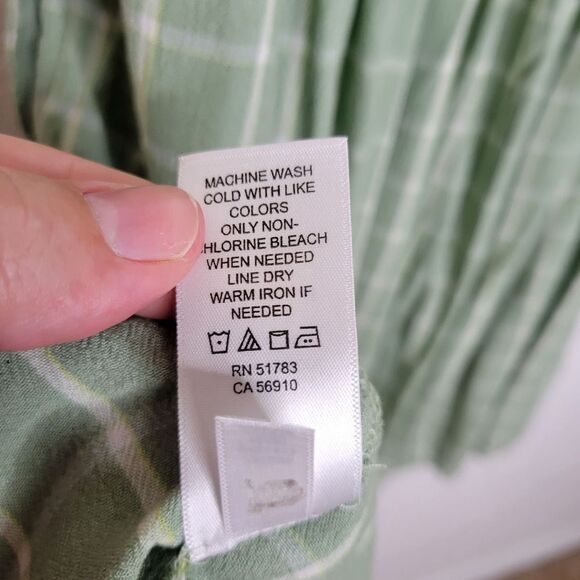 MACHINE WASH
COLD WITH LIKE
COLORS
ONLY NON-
CHLORINE BLEACH
WHEN NEEDED
LINE DRY
WARM IRON IF
NEEDED
RN 51783
CA 56910